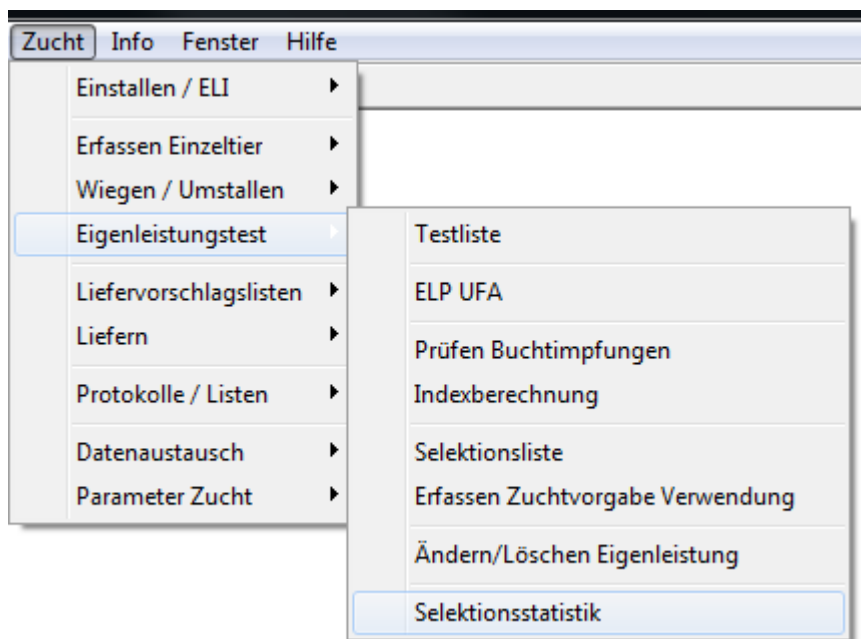 Zucht Info Fenster Hilfe
Einstallen / ELI
Erfassen Einzeltier
Wiegen / Umstallen
Eigenleistungstest
Testliste
Liefervorschlagslisten
ELP UFA
Liefern
Prüfen Buchtimpfungen
Protokolle / Listen
Indexberechnung
Datenaustausch
Selektionsliste
Parameter Zucht
Erfassen Zuchtvorgabe Verwendung
Ändern/Löschen Eigenleistung
Selektionsstatistik